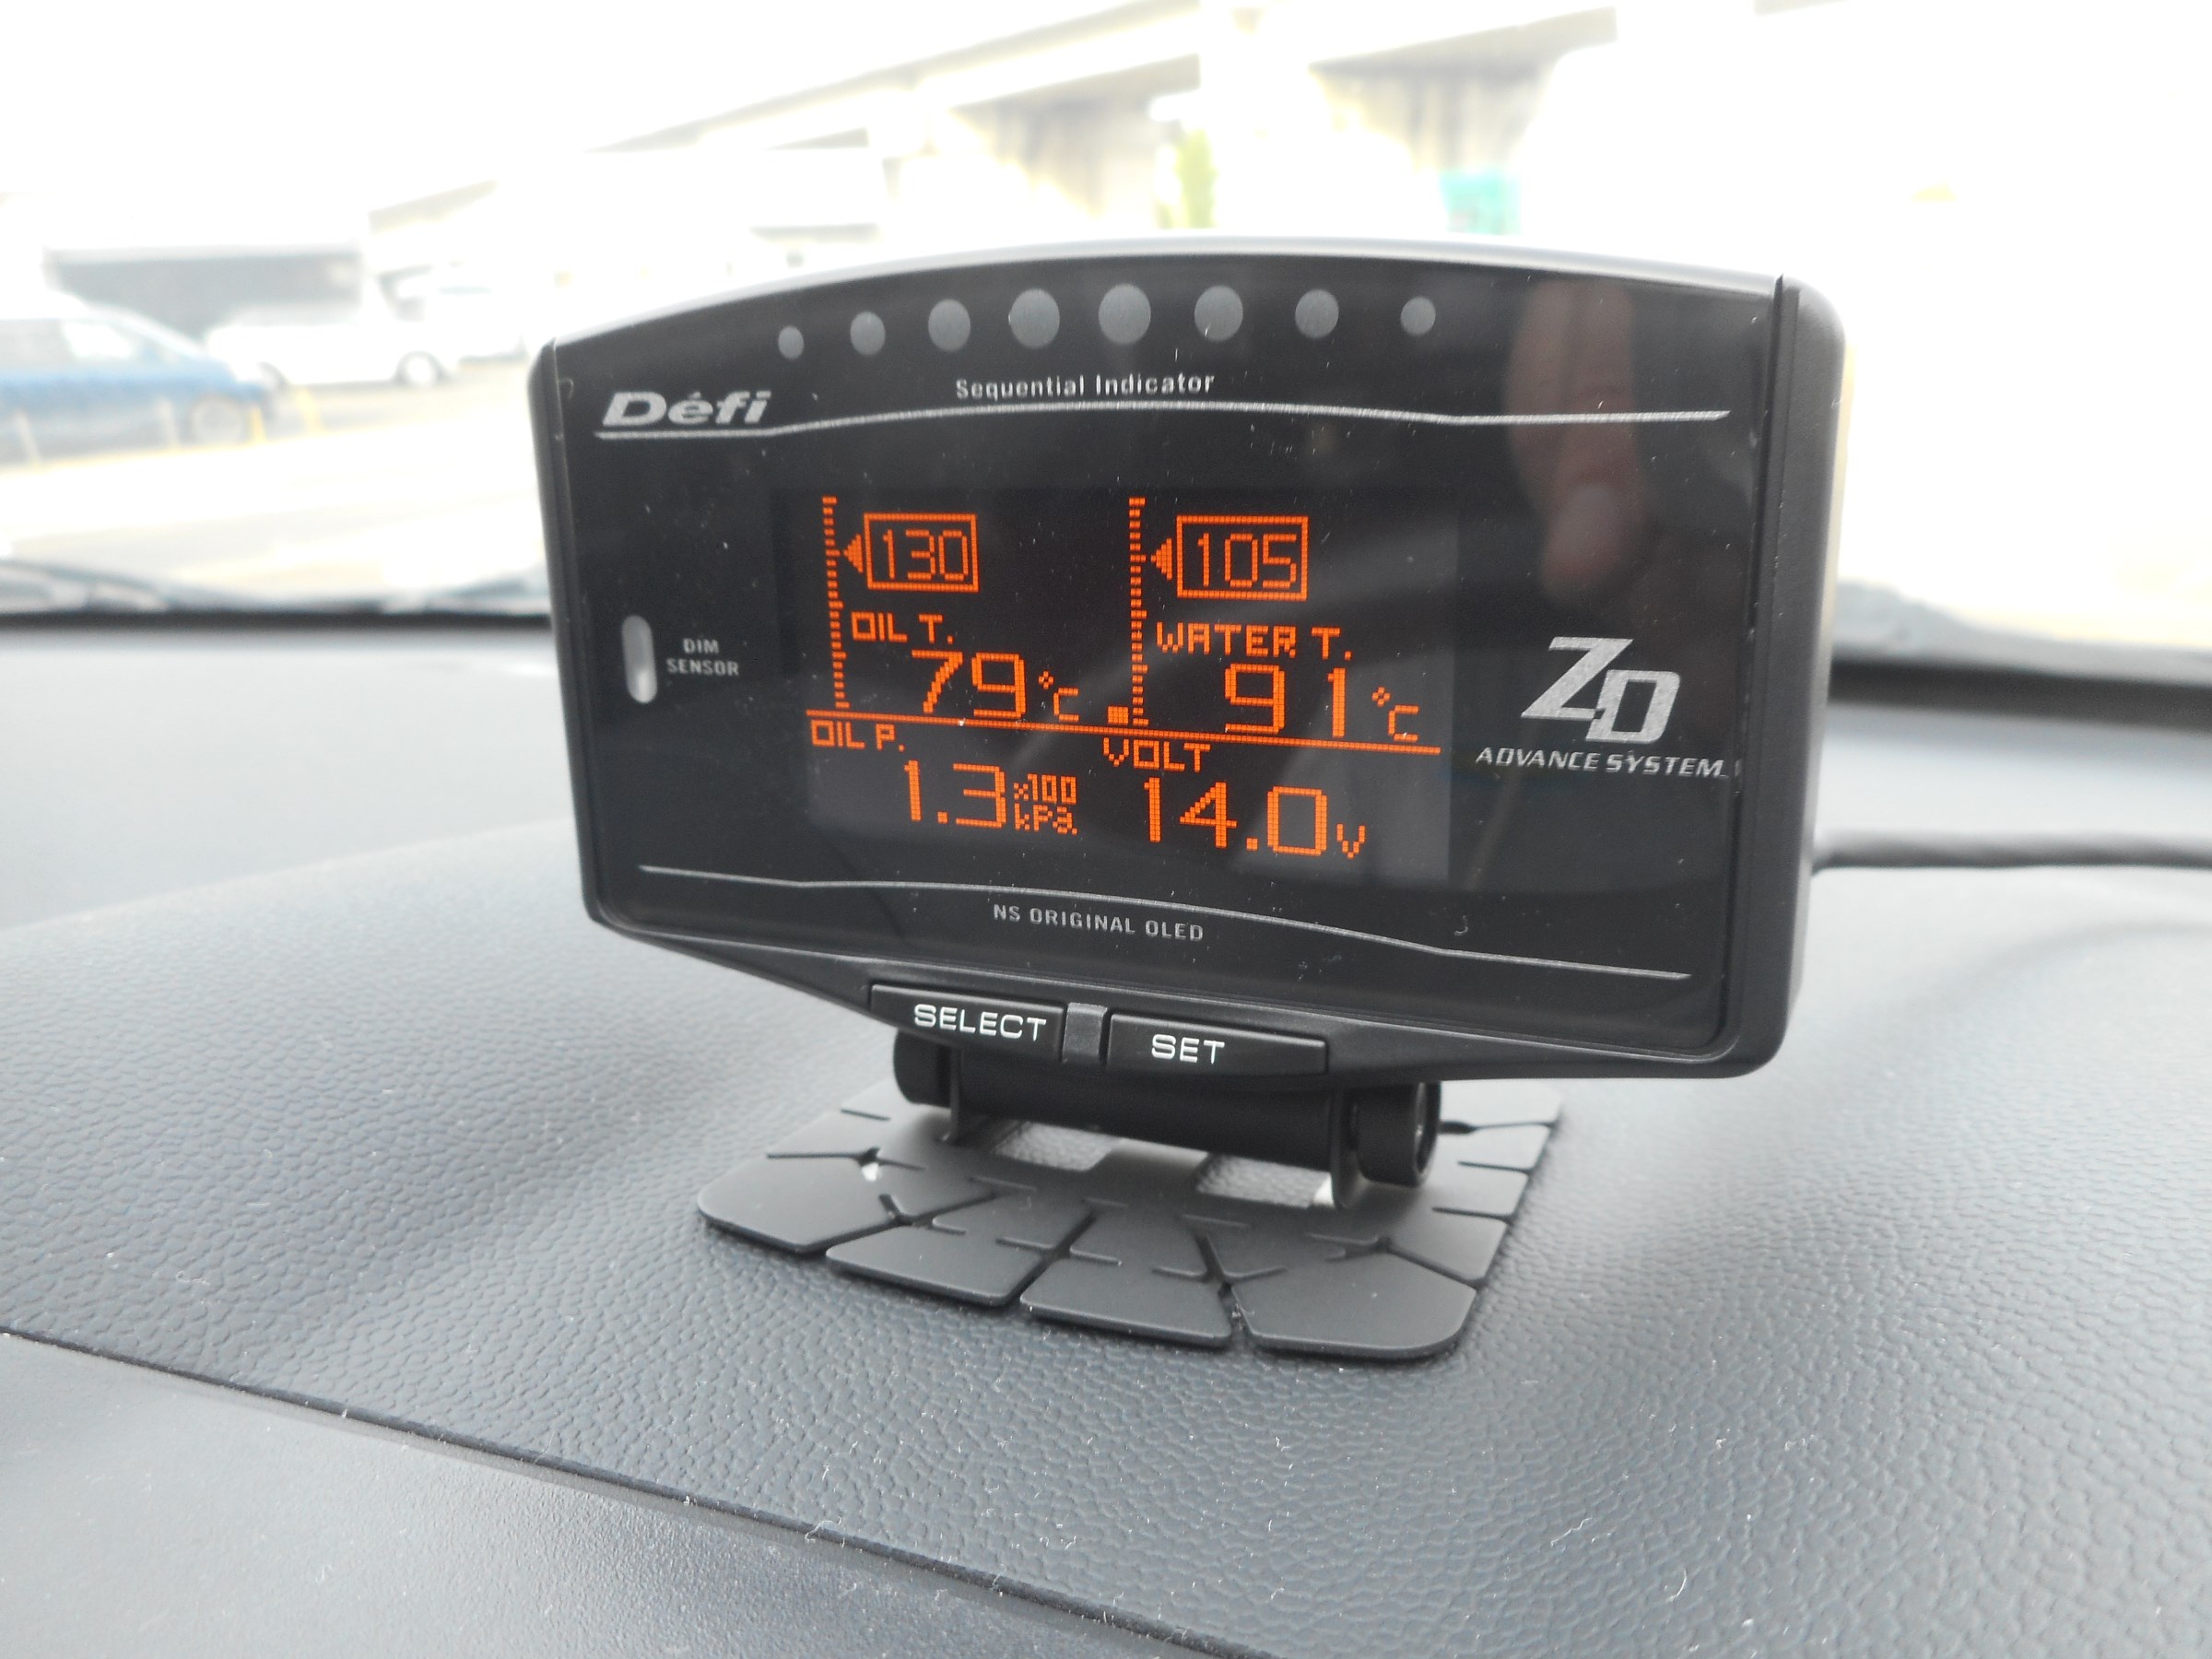 Sequential Indicator
Défi
130 105
OIL T. WATER T.
79°C 91°C
OIL P. VOLT
1.3 x100 kPa 14.0 V
DIM
SENSOR
ZD
ADVANCE SYSTEM
NS ORIGINAL OLED
SELECT SET